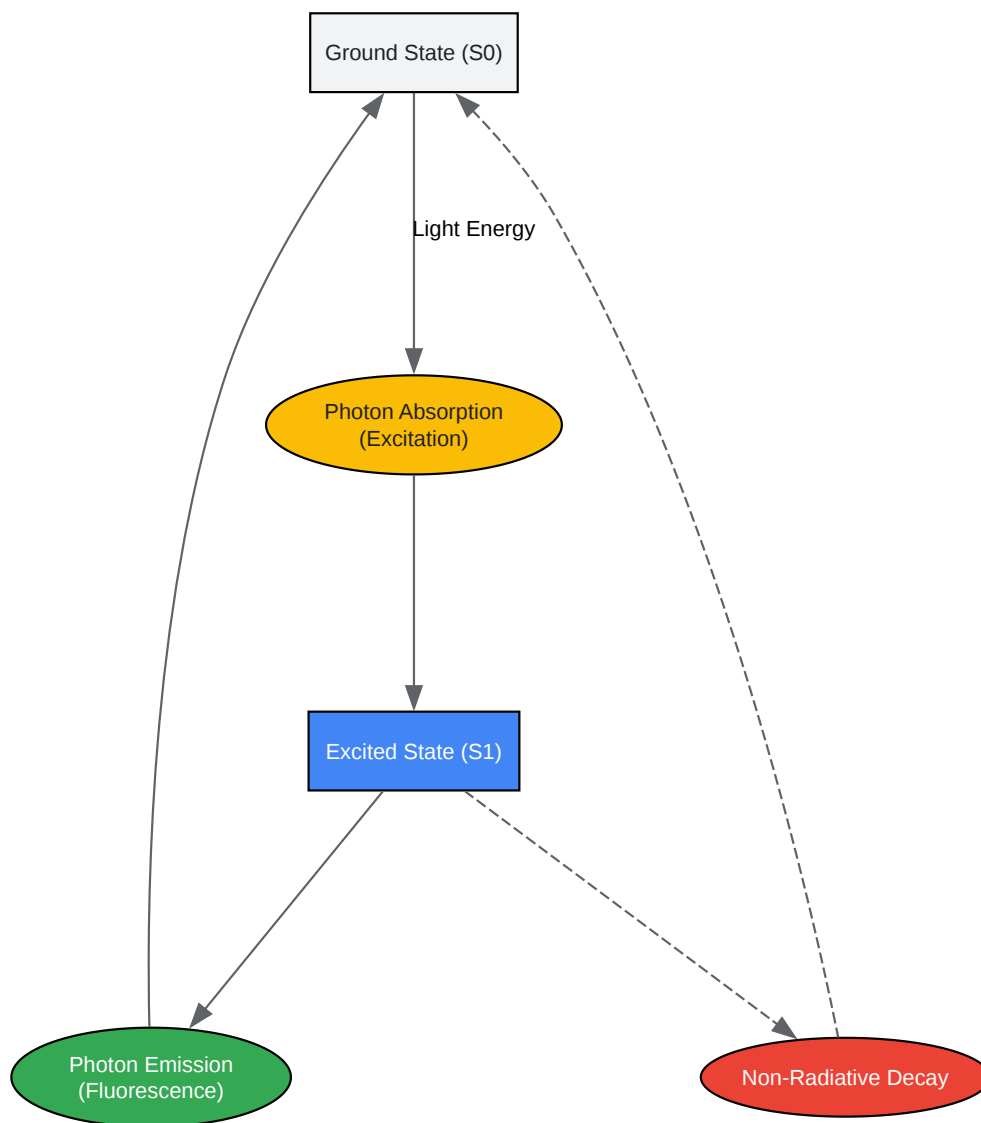 Ground State (S0)
Light Energy
Photon Absorption
(Excitation)
Excited State (S1)
Photon Emission
(Fluorescence)
Non-Radiative Decay